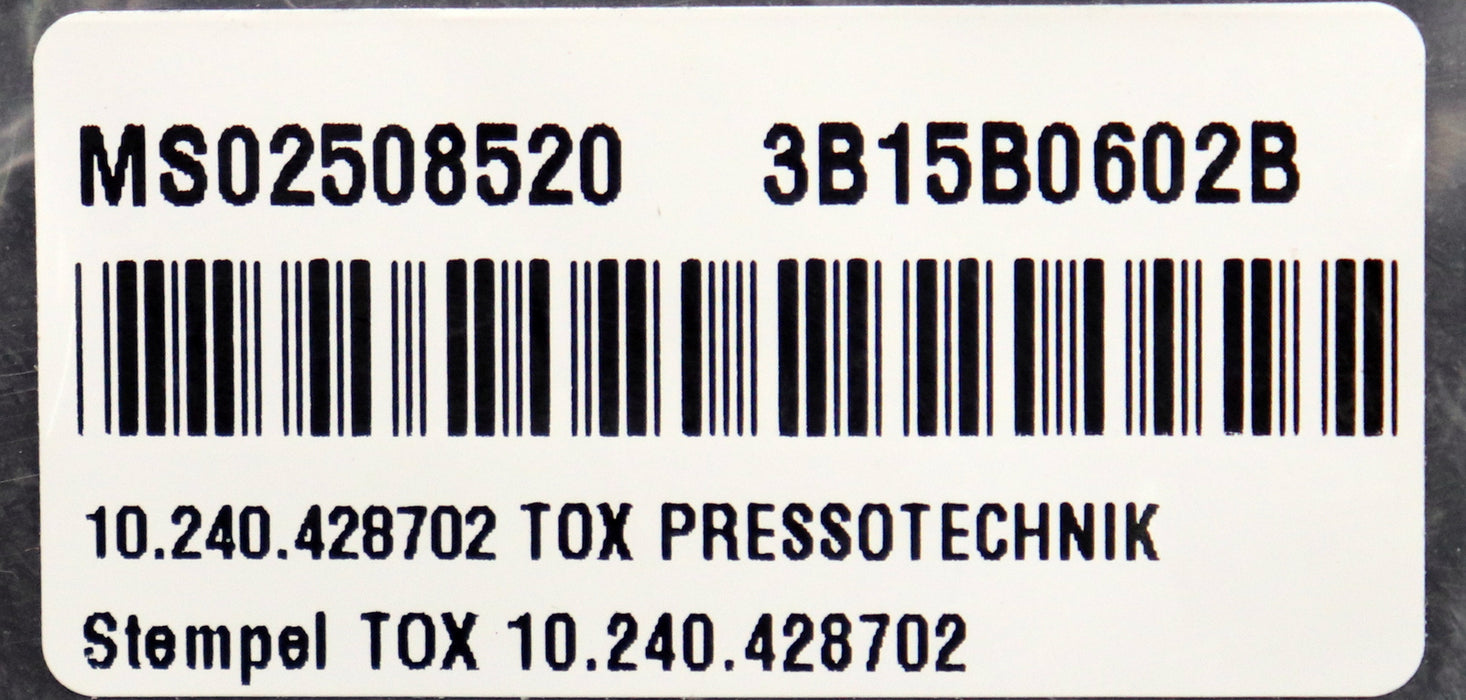 MS02508520 3B15B0602B
10.240.428702 TOX PRESSOTECHNIK
Stempel TOX 10.240.428702